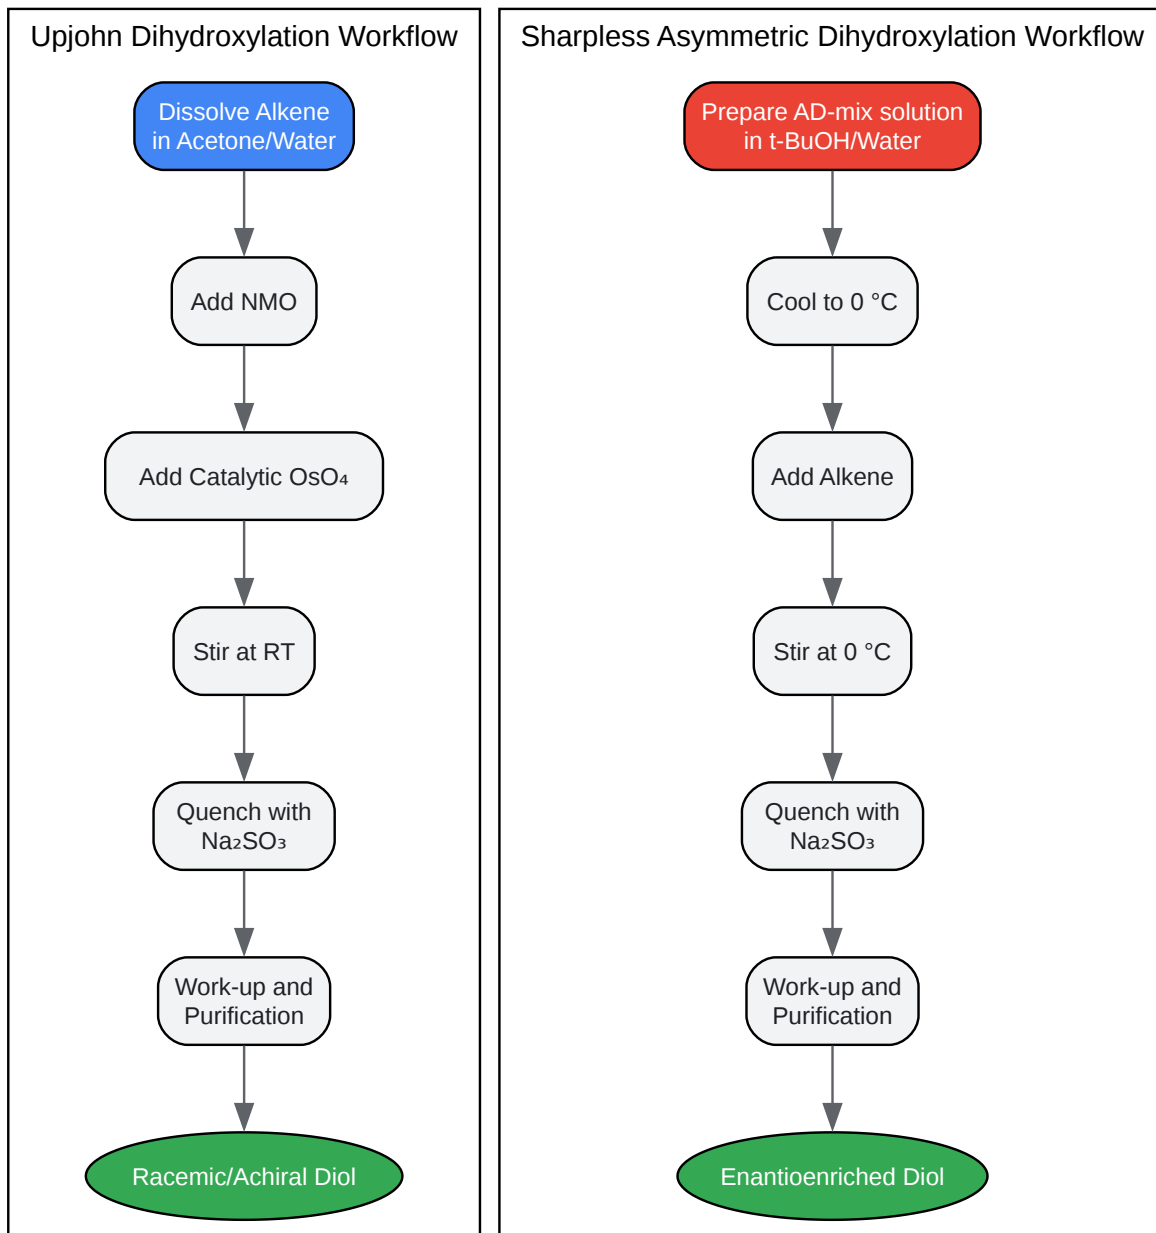 Upjohn Dihydroxylation Workflow
Dissolve Alkene
in Acetone/Water
Add NMO
Add Catalytic OsO₄
Stir at RT
Quench with
Na₂SO₃
Work-up and
Purification
Racemic/Achiral Diol
Sharpless Asymmetric Dihydroxylation Workflow
Prepare AD-mix solution
in t-BuOH/Water
Cool to 0 °C
Add Alkene
Stir at 0 °C
Quench with
Na₂SO₃
Work-up and
Purification
Enantioenriched Diol